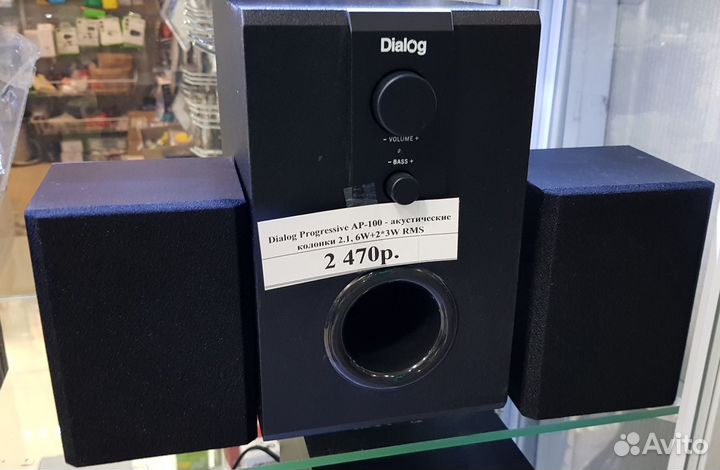 Dialog
- VOLUME +
- BASS +
Dialog Progressive AP-100 - акустические
колонки 2.1, 6W+2*3W RMS
2 470р.
Avito